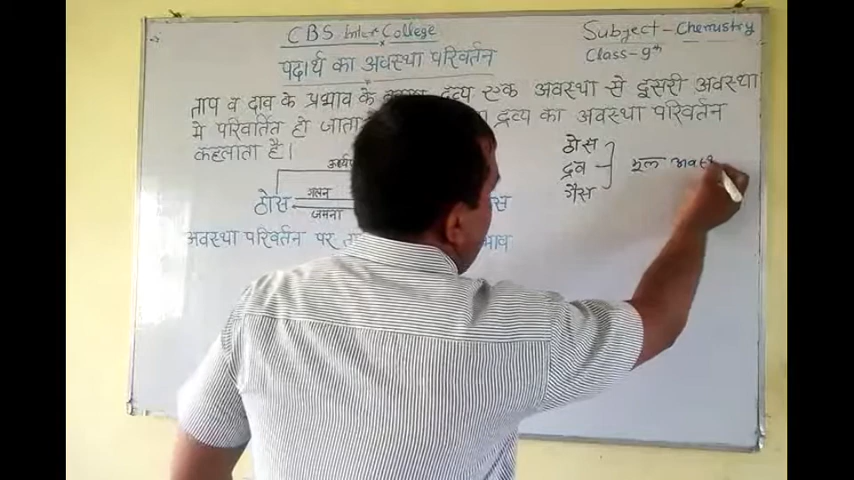 CBS Inter College
Subject - Chemistry
Class - 9th
पदार्थ का अवस्था परिवर्तन
ताप व दाव के प्रभाव के द्रव्य एक अवस्था से दुसरी अवस्था
मे परिवर्तित हो जाता द्रव्य का अवस्था परिवर्तन
कहलाता है।
ठोस
द्रव
गैस
मूल अवस्
गलन
ठोस
जमना
अवस्था परिवर्तन पर